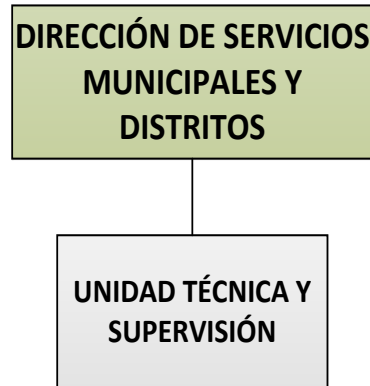 DIRECCIÓN DE SERVICIOS
MUNICIPALES Y
DISTRITOS
UNIDAD TÉCNICA Y
SUPERVISIÓN